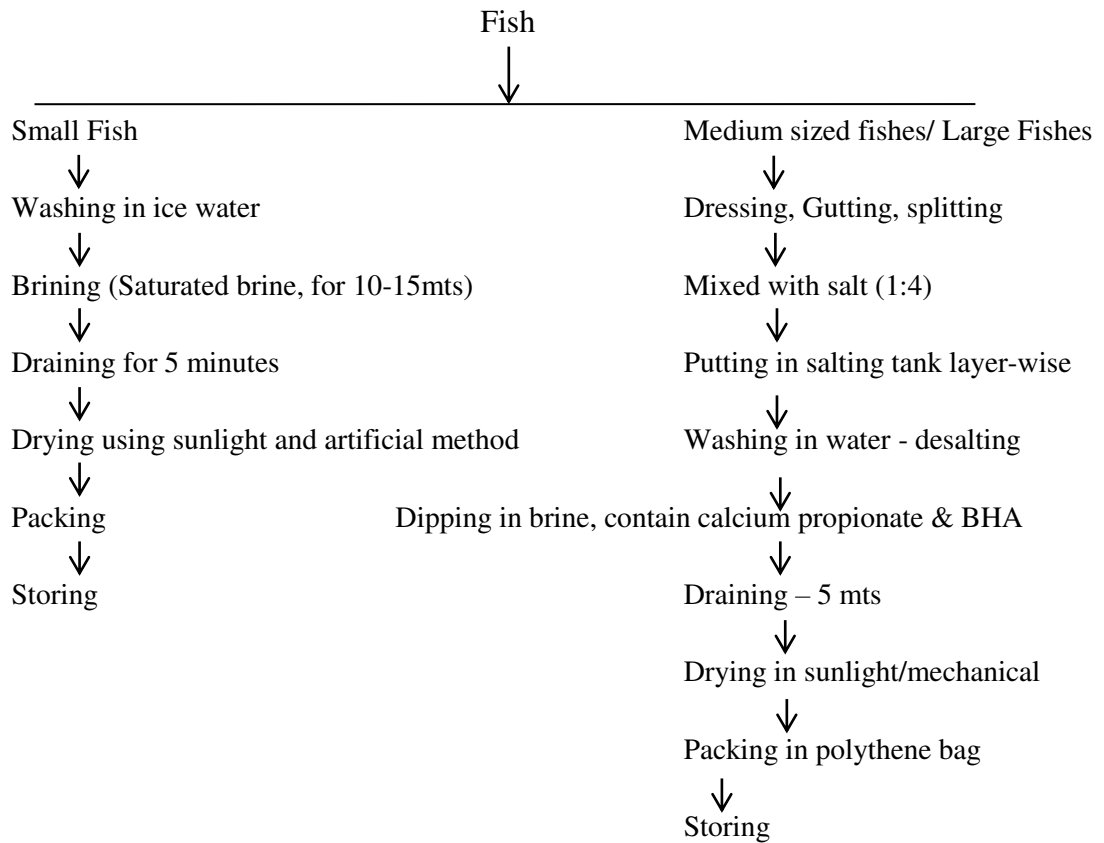 Fish
Small Fish
Washing in ice water
Brining (Saturated brine, for 10-15mts)
Draining for 5 minutes
Drying using sunlight and artificial method
Packing
Storing
Medium sized fishes/ Large Fishes
Dressing, Gutting, splitting
Mixed with salt (1:4)
Putting in salting tank layer-wise
Washing in water - desalting
Dipping in brine, contain calcium propionate & BHA
Draining – 5 mts
Drying in sunlight/mechanical
Packing in polythene bag
Storing